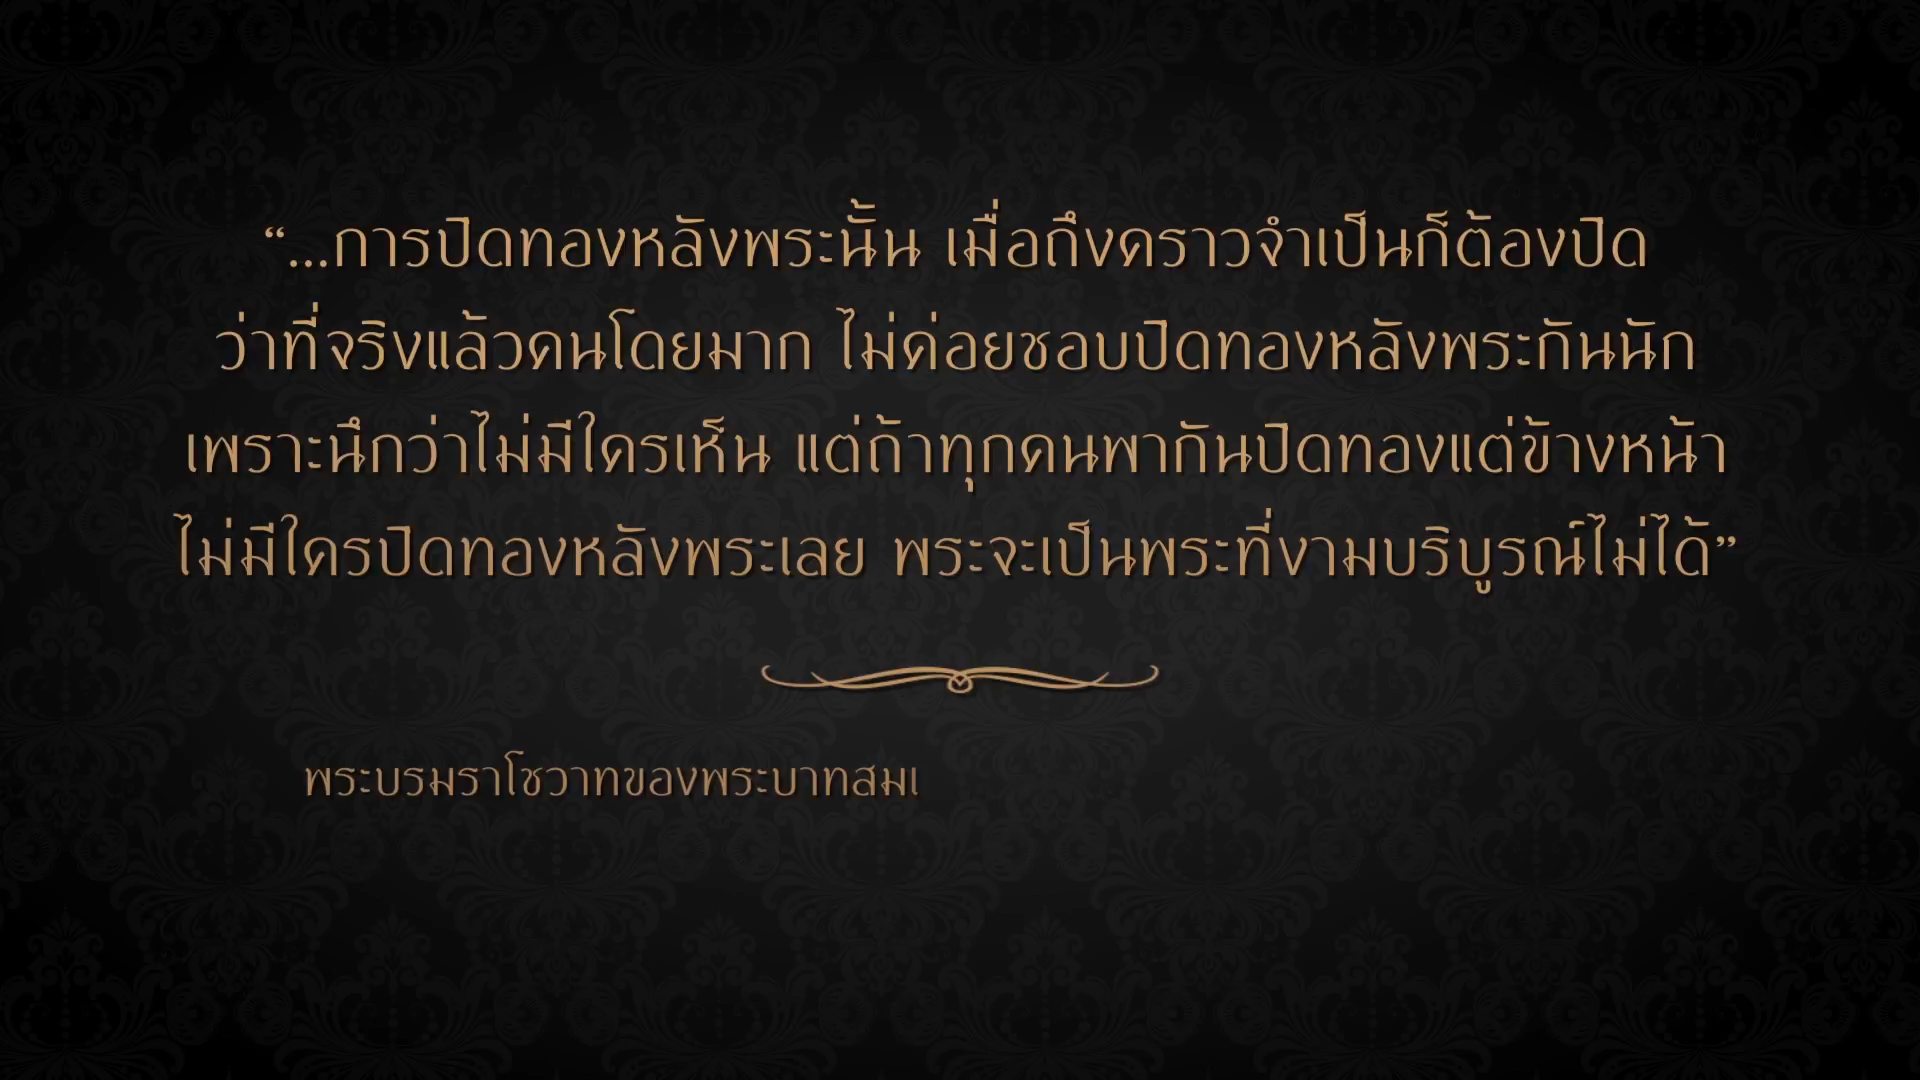 “...การปิดทองหลังพระนั้น เมื่อถึงคราวจำเป็นก็ต้องปิด
ว่าที่จริงแล้วคนโดยมาก ไม่ค่อยชอบปิดทองหลังพระกันนัก
เพราะนึกว่าไม่มีใครเห็น แต่ถ้าทุกคนพากันปิดทองแต่ข้างหน้า
ไม่มีใครปิดทองหลังพระเลย พระจะเป็นพระที่งามบริบูรณ์ไม่ได้”
พระบรมราโชวาทของพระบาทสมเ